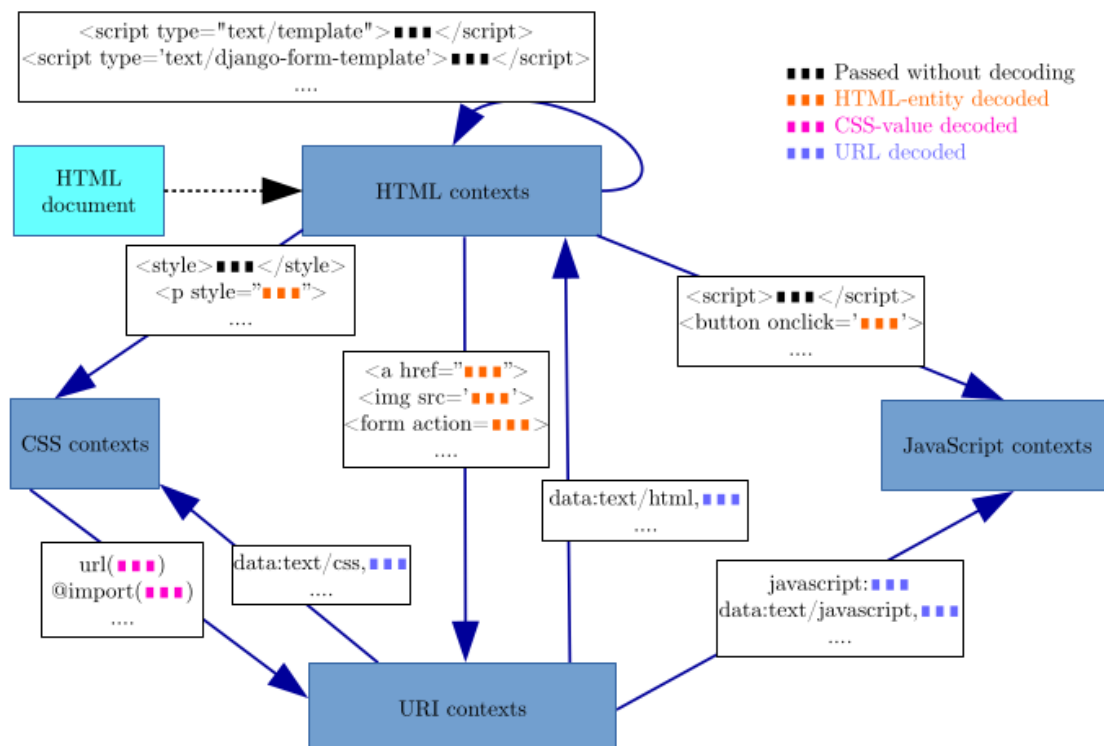 <script type="text/template">■■■</script>
<script type='text/django-form-template'>■■■</script>
....
■■■ Passed without decoding
■■■ HTML-entity decoded
■■■ CSS-value decoded
■■■ URL decoded
HTML
document
HTML contexts
<style>■■■</style>
<p style="■■■">
....
<script>■■■</script>
<button onclick='■■■'>
....
<a href="■■■">
<img src='■■■'>
<form action=■■■>
....
CSS contexts
JavaScript contexts
data:text/html,■■■
....
url(■■■)
@import(■■■)
....
data:text/css,■■■
....
javascript:■■■
data:text/javascript,■■■
....
URI contexts